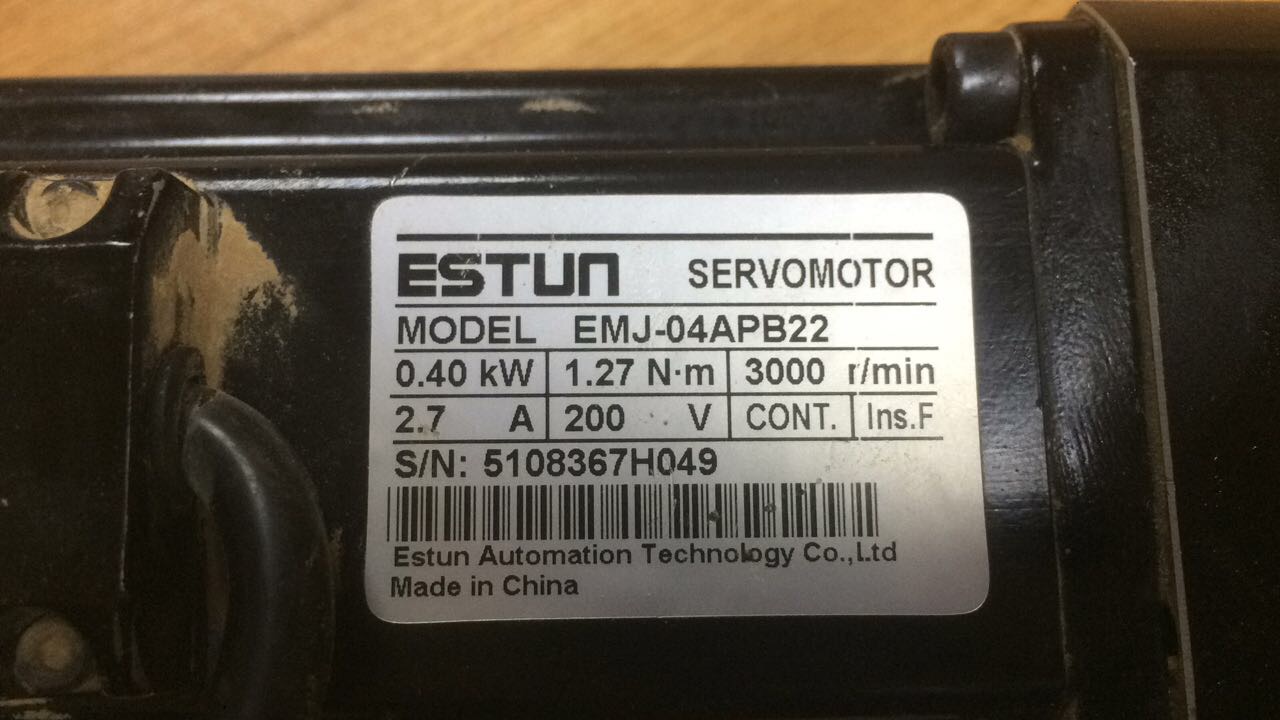 ESTUN SERVOMOTOR
MODEL EMJ-04APB22
0.40 kW 1.27 N·m 3000 r/min
2.7 A 200 V CONT. Ins.F
S/N: 5108367H049
Estun Automation Technology Co.,Ltd
Made in China